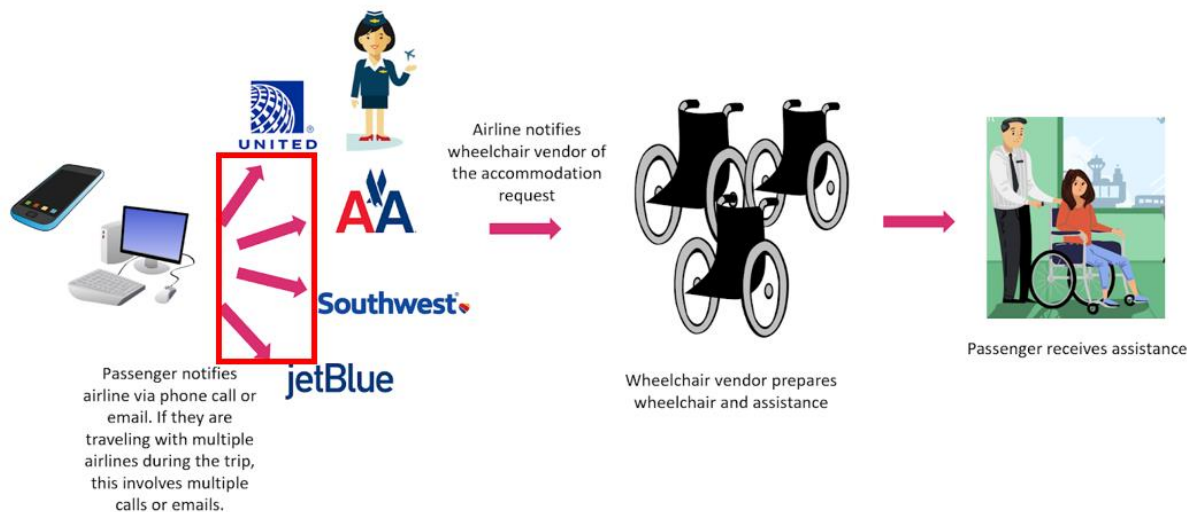 UNITED
AA
Southwest
jetBlue
Passenger notifies
airline via phone call or
email. If they are
traveling with multiple
airlines during the trip,
this involves multiple
calls or emails.
Airline notifies
wheelchair vendor of
the accommodation
request
Wheelchair vendor prepares
wheelchair and assistance
Passenger receives assistance